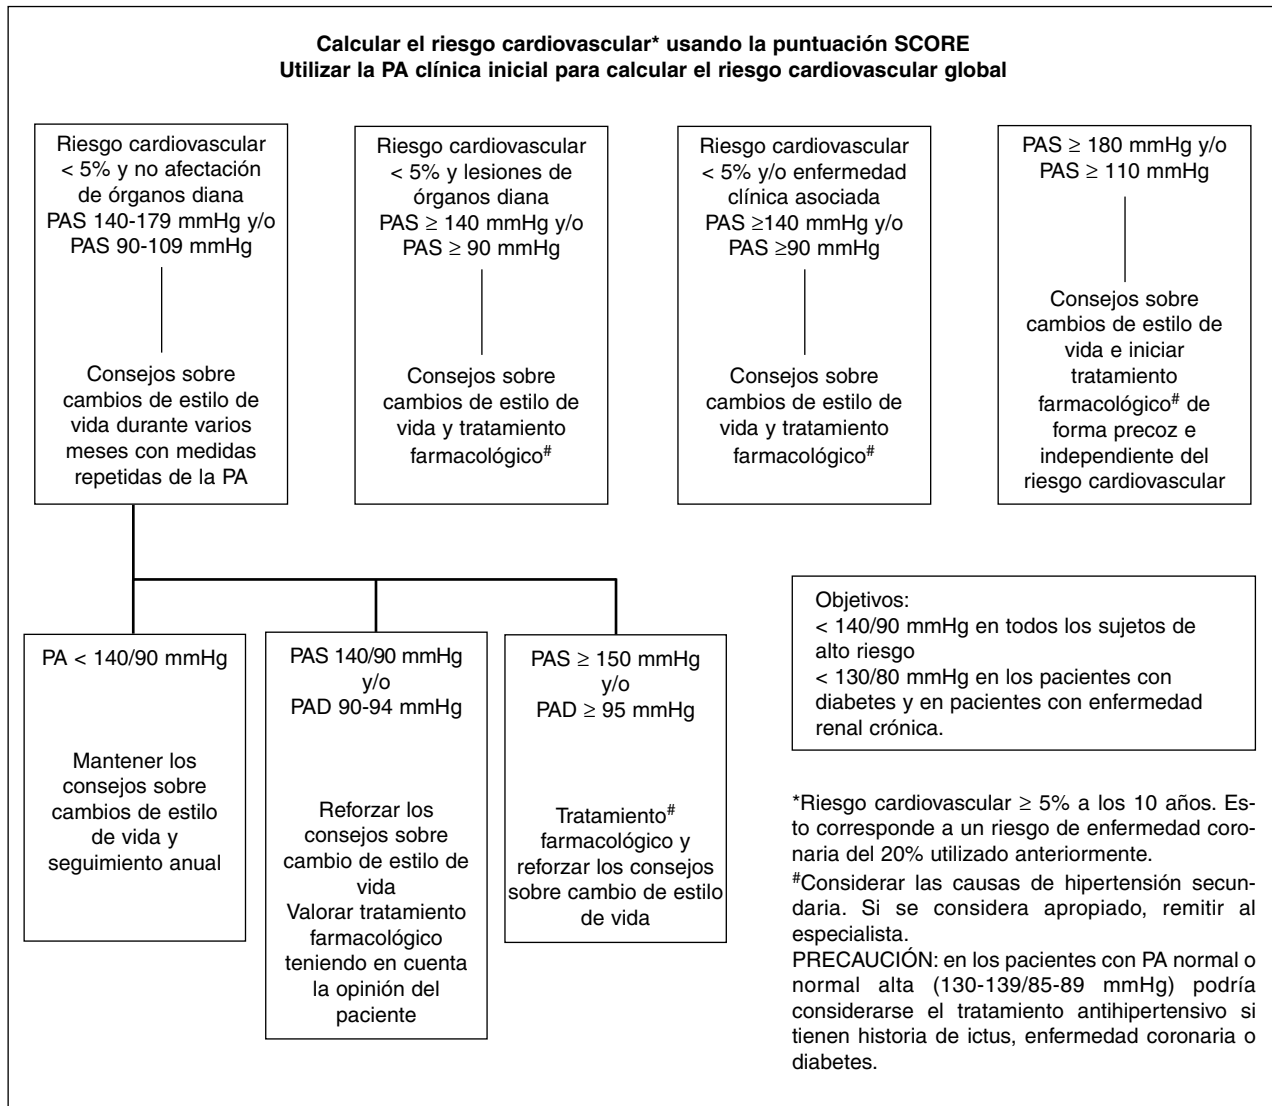 Calcular el riesgo cardiovascular* usando la puntuación SCORE
Utilizar la PA clínica inicial para calcular el riesgo cardiovascular global
Riesgo cardiovascular
< 5% y no afectación
de órganos diana
PAS 140-179 mmHg y/o
PAS 90-109 mmHg
Consejos sobre
cambios de estilo de
vida durante varios
meses con medidas
repetidas de la PA
Riesgo cardiovascular
< 5% y lesiones de
órganos diana
PAS ≥ 140 mmHg y/o
PAS ≥ 90 mmHg
Consejos sobre
cambios de estilo de
vida y tratamiento
farmacológico#
Riesgo cardiovascular
< 5% y/o enfermedad
clínica asociada
PAS ≥140 mmHg y/o
PAS ≥90 mmHg
Consejos sobre
cambios de estilo de
vida y tratamiento
farmacológico#
PAS ≥ 180 mmHg y/o
PAS ≥ 110 mmHg
Consejos sobre
cambios de estilo de
vida e iniciar
tratamiento
farmacológico# de
forma precoz e
independiente del
riesgo cardiovascular
PA < 140/90 mmHg
Mantener los
consejos sobre
cambios de estilo
de vida y
seguimiento anual
PAS 140/90 mmHg
y/o
PAD 90-94 mmHg
Reforzar los
consejos sobre
cambio de estilo de
vida
Valorar tratamiento
farmacológico
teniendo en cuenta
la opinión del
paciente
PAS ≥ 150 mmHg
y/o
PAD ≥ 95 mmHg
Tratamiento#
farmacológico y
reforzar los consejos
sobre cambio de estilo
de vida
Objetivos:
< 140/90 mmHg en todos los sujetos de
alto riesgo
< 130/80 mmHg en los pacientes con
diabetes y en pacientes con enfermedad
renal crónica.
*Riesgo cardiovascular ≥ 5% a los 10 años. Es-
to corresponde a un riesgo de enfermedad coro-
naria del 20% utilizado anteriormente.
#Considerar las causas de hipertensión secun-
daria. Si se considera apropiado, remitir al
especialista.
PRECAUCIÓN: en los pacientes con PA normal o
normal alta (130-139/85-89 mmHg) podría
considerarse el tratamiento antihipertensivo si
tienen historia de ictus, enfermedad coronaria o
diabetes.